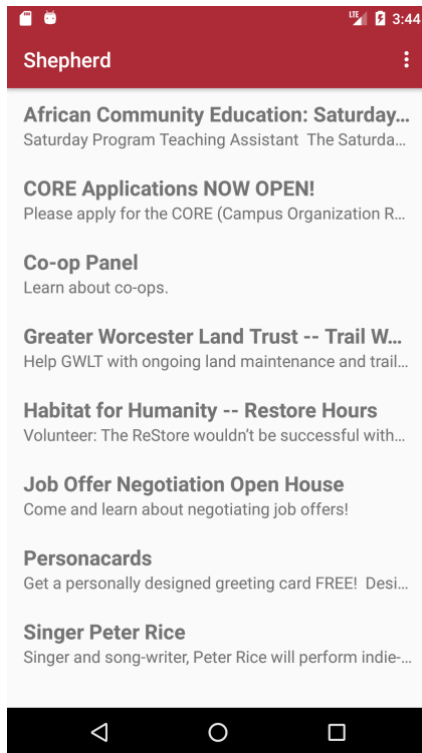 LTE 3:44
Shepherd
African Community Education: Saturday...
Saturday Program Teaching Assistant  The Saturda...
CORE Applications NOW OPEN!
Please apply for the CORE (Campus Organization R...
Co-op Panel
Learn about co-ops.
Greater Worcester Land Trust -- Trail W...
Help GWLT with ongoing land maintenance and trail...
Habitat for Humanity -- Restore Hours
Volunteer: The ReStore wouldn't be successful with...
Job Offer Negotiation Open House
Come and learn about negotiating job offers!
Personacards
Get a personally designed greeting card FREE!  Desi...
Singer Peter Rice
Singer and song-writer, Peter Rice will perform indie-...